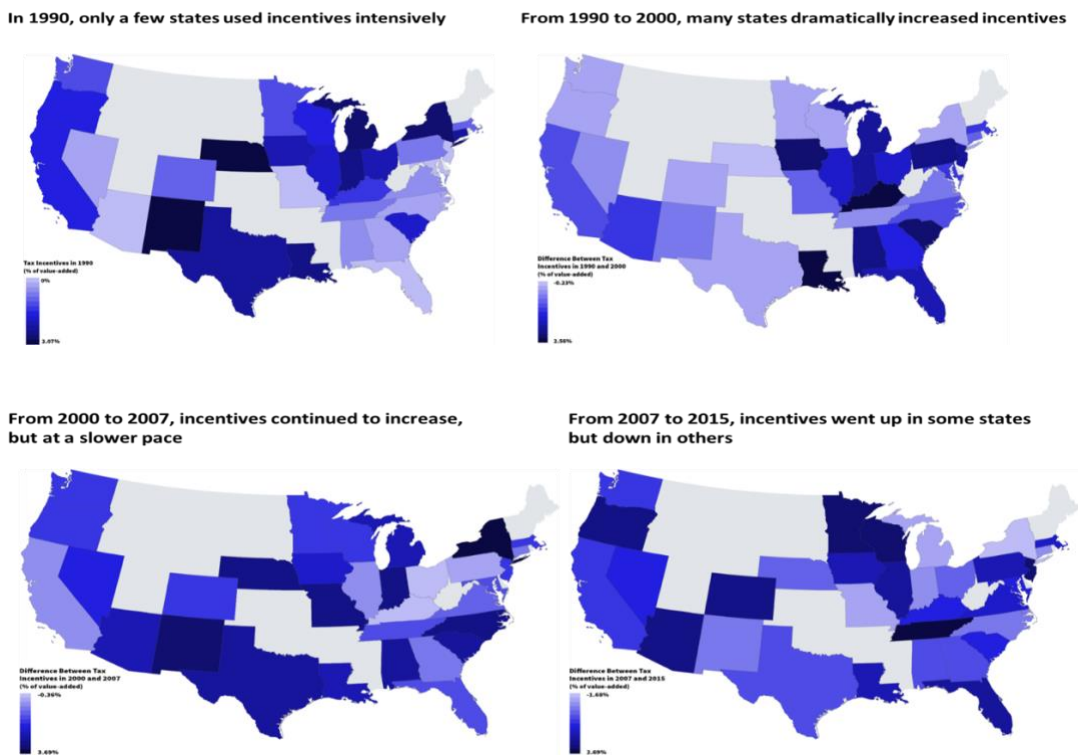 In 1990, only a few states used incentives intensively
From 1990 to 2000, many states dramatically increased incentives
Tax Incentives in 1990
(% of value-added)
0%
3.07%
Difference Between Tax
Incentives in 1990 and 2000
(% of value-added)
-0.23%
2.50%
From 2000 to 2007, incentives continued to increase,
but at a slower pace
From 2007 to 2015, incentives went up in some states
but down in others
Difference Between Tax
Incentives in 2000 and 2007
(% of value-added)
-0.36%
3.69%
Difference Between Tax
Incentives in 2007 and 2015
(% of value-added)
-1.68%
2.69%